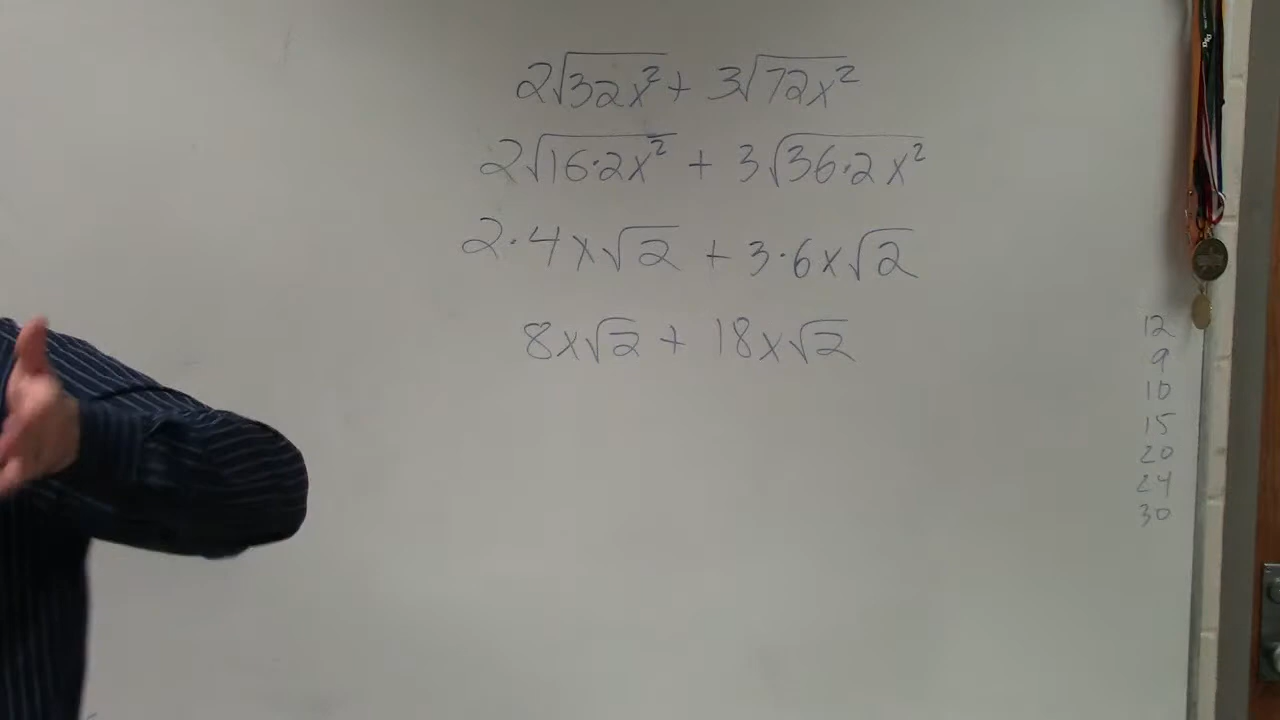 2√32x² + 3√72x²
2√16·2x² + 3√36·2x²
2·4x√2 + 3·6x√2
8x√2 + 18x√2
12
9
10
15
20
24
30